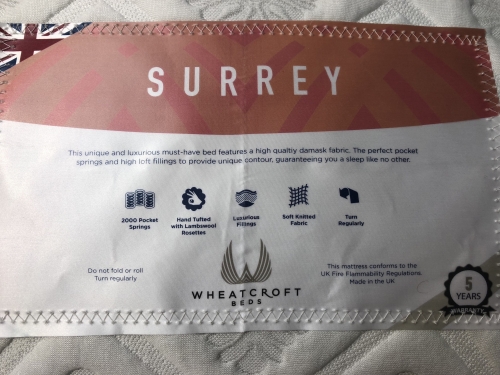 SURREY
This unique and luxurious must-have bed features a high qualtiy damask fabric. The perfect pocket
springs and high loft fillings to provide unique contour, guaranteeing you a sleep like no other.
2000 Pocket
Springs
Hand Tufted
with Lambswool
Rosettes
Luxurious
Fillings
Soft Knitted
Fabric
Turn
Regularly
Do not fold or roll
Turn regularly
WHEATCROFT
BEDS
This mattress conforms to the
UK Fire Flammability Regulations.
Made in the UK
5
YEARS
WARRANTY